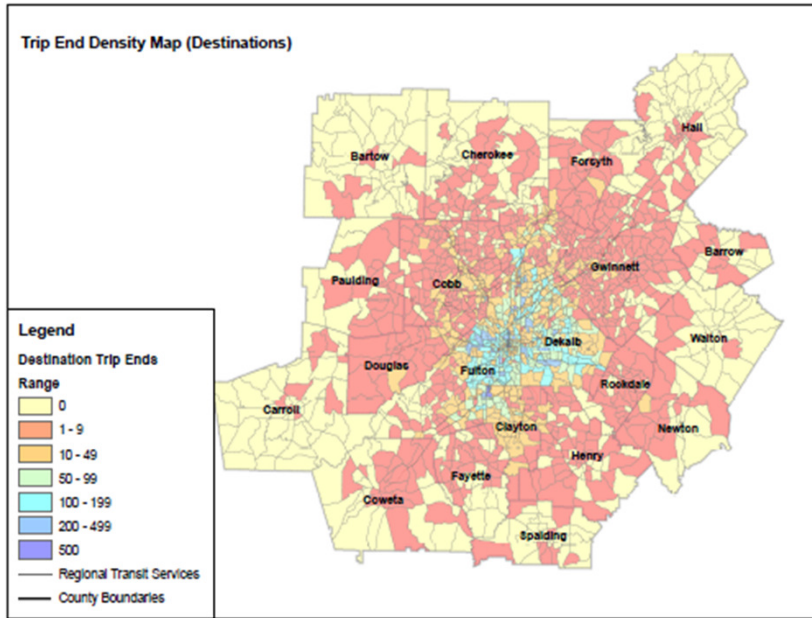 Trip End Density Map (Destinations)
Hall
Bartow
Cherokee
Forsyth
Barrow
Gwinnett
Paulding
Cobb
Walton
Dekalb
Douglas
Fulton
Rockdale
Carroll
Newton
Clayton
Henry
Fayette
Coweta
Spalding
Legend
Destination Trip Ends
Range
0
1 - 9
10 - 49
50 - 99
100 - 199
200 - 499
500
Regional Transit Services
County Boundaries